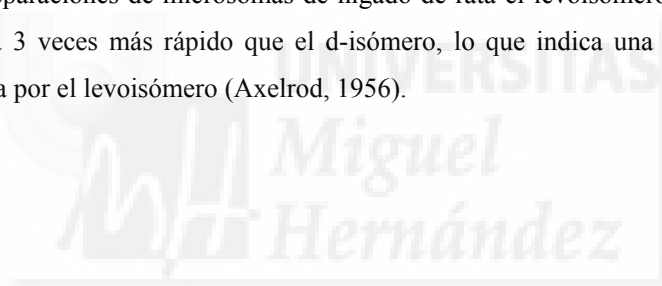 paraciones de microsomas de hígado de rata el levoisómero
3 veces más rápido que el d-isómero, lo que indica una
a por el levoisómero (Axelrod, 1956).
UNIVERSITAS
Miguel
Hernández